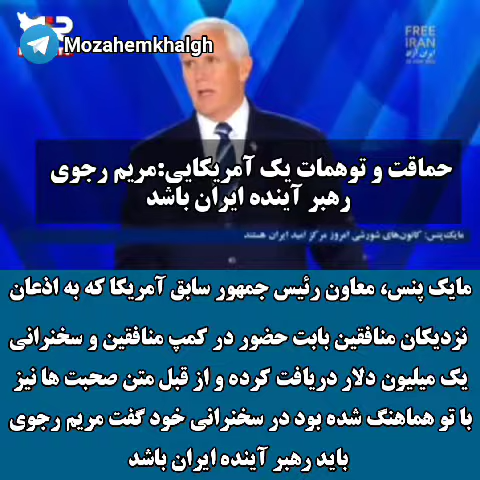 Mozahemkhalgh
FREE
IRAN
ایران آزاد
حماقت و توهمات یک آمریکایی:مریم رجوی
رهبر آینده ایران باشد
مایک پنس: کانون‌های شورشی امروز مرکز امید ایران هستند
مایک پنس، معاون رئیس جمهور سابق آمریکا که به اذعان
نزدیکان منافقین بابت حضور در کمپ منافقین و سخنرانی
یک میلیون دلار دریافت کرده و از قبل متن صحبت ها نیز
با تو هماهنگ شده بود در سخنرانی خود گفت مریم رجوی
باید رهبر آینده ایران باشد